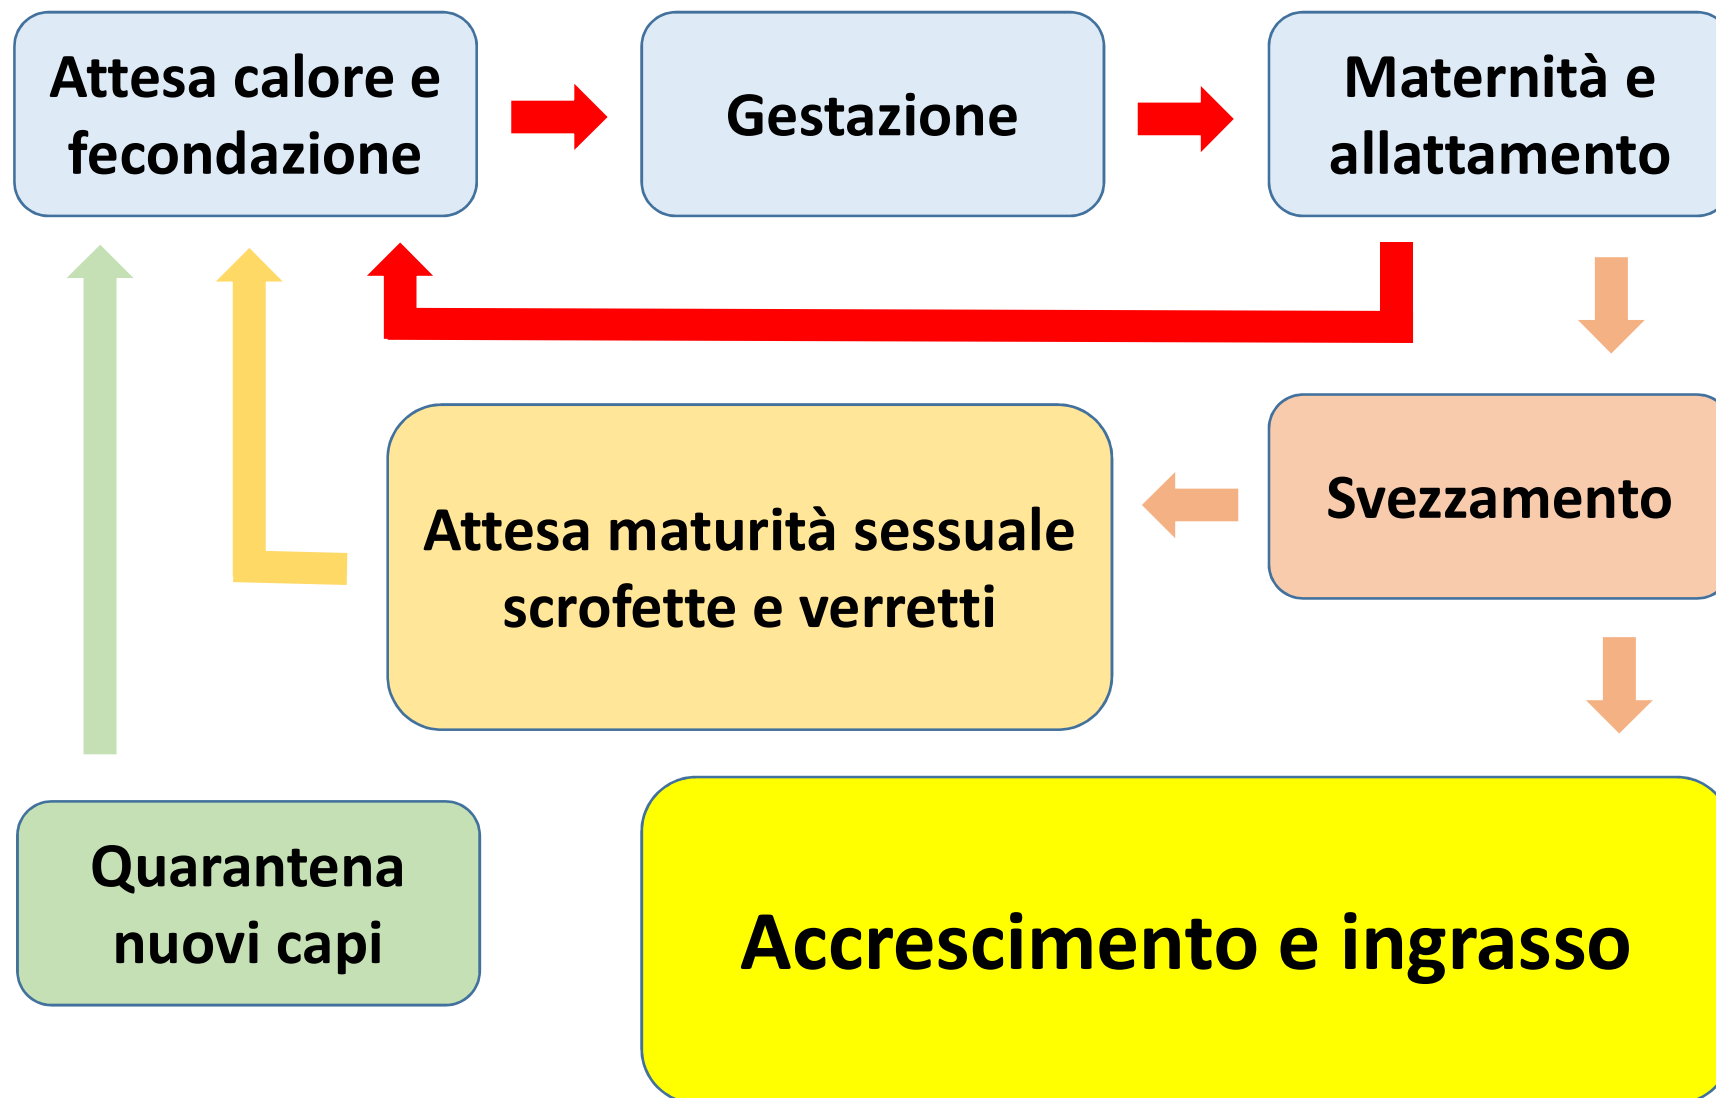 Attesa calore e
fecondazione
Gestazione
Maternità e
allattamento
Attesa maturità sessuale
scrofette e verretti
Svezzamento
Quarantena
nuovi capi
Accrescimento e ingrasso